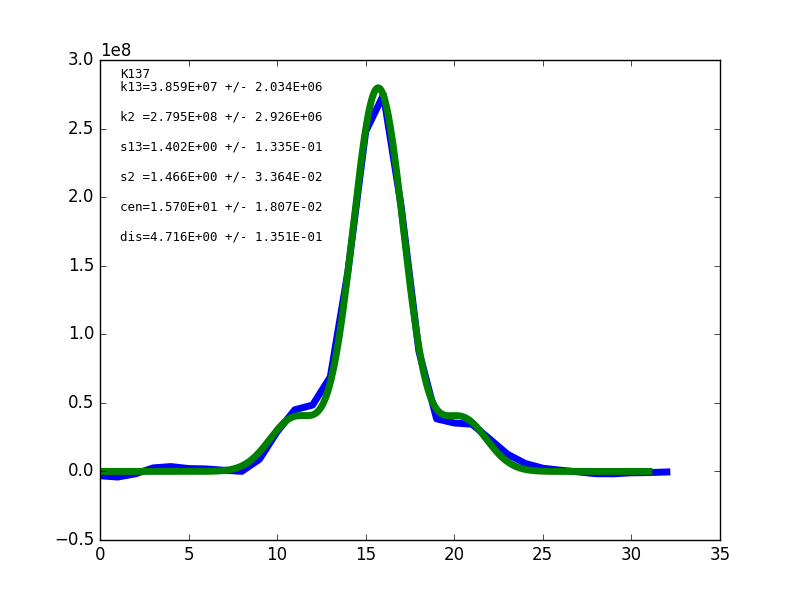 1e8
3.0
K137
k13=3.859E+07 +/- 2.034E+06
k2 =2.795E+08 +/- 2.926E+06
2.5
s13=1.402E+00 +/- 1.335E-01
s2 =1.466E+00 +/- 3.364E-02
2.0
cen=1.570E+01 +/- 1.807E-02
dis=4.716E+00 +/- 1.351E-01
1.5
1.0
0.5
0.0
−0.5
0 5 10 15 20 25 30 35